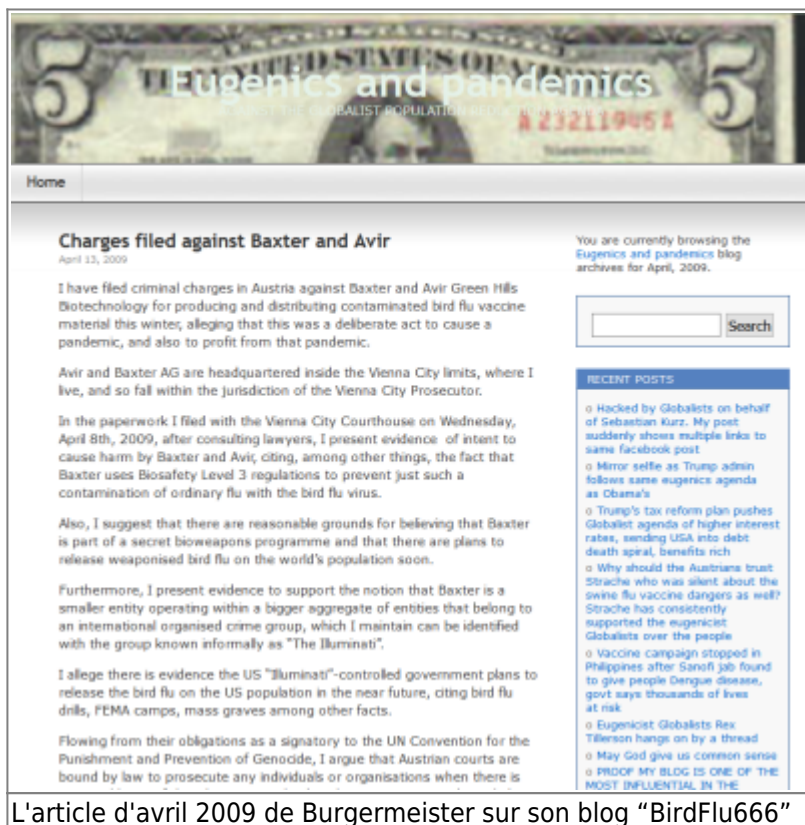 THE UNITED STATES OF AMERICA
Eugenics and pandemics
THE GLOBALIST POPULATION
A 23211946 A
Home
Charges filed against Baxter and Avir
April 13, 2009
I have filed criminal charges in Austria against Baxter and Avir Green Hills
Biotechnology for producing and distributing contaminated bird flu vaccine
material this winter, alleging that this was a deliberate act to cause a
pandemic, and also to profit from that pandemic.
Avir and Baxter AG are headquartered inside the Vienna City limits, where I
live, and so fall within the jurisdiction of the Vienna City Prosecutor.
In the paperwork I filed with the Vienna City Courthouse on Wednesday,
April 8th, 2009, after consulting lawyers, I present evidence of intent to
cause harm by Baxter and Avir, citing, among other things, the fact that
Baxter uses Biosafety Level 3 regulations to prevent just such a
contamination of ordinary flu with the bird flu virus.
Also, I suggest that there are reasonable grounds for believing that Baxter
is part of a secret bioweapons programme and that there are plans to
release weaponised bird flu on the world's population soon.
Furthermore, I present evidence to support the notion that Baxter is a
smaller entity operating within a bigger aggregate of entities that belong to
an international organised crime group, which I maintain can be identified
with the group known informally as "The Illuminati".
I allege there is evidence the US "Illuminati"-controlled government plans to
release the bird flu on the US population in the near future, citing bird flu
drills, FEMA camps, mass graves among other facts.
Flowing from their obligations as a signatory to the UN Convention for the
Punishment and Prevention of Genocide, I argue that Austrian courts are
bound by law to prosecute any individuals or organisations when there is
You are currently browsing the
Eugenics and pandemics blog
archives for April, 2009.
Search
RECENT POSTS
o Hacked by Globalists on behalf
of Sebastian Kurz. My post
suddenly shows multiple links to
same facebook post
o Mirror selfie as Trump admin
follows same eugenics agenda
as Obama's
o Trump's tax reform plan pushes
Globalist agenda of higher interest
rates, sending USA into debt
death spiral, benefits rich
o Why should the Austrians trust
Strache who was silent about the
swine flu vaccine dangers as well?
Strache has consistently
supported the eugenicist
Globalists over the people
o Vaccine campaign stopped in
Philippines after Sanofi jab found
to give people Dengue disease,
govt says thousands of lives
at risk
o Eugenicist Globalists Rex
Tillerson hangs on by a thread
o May God give us common sense
o PROOF MY BLOG IS ONE OF THE
MOST INFLUENTIAL IN THE
L'article d'avril 2009 de Burgermeister sur son blog “BirdFlu666”